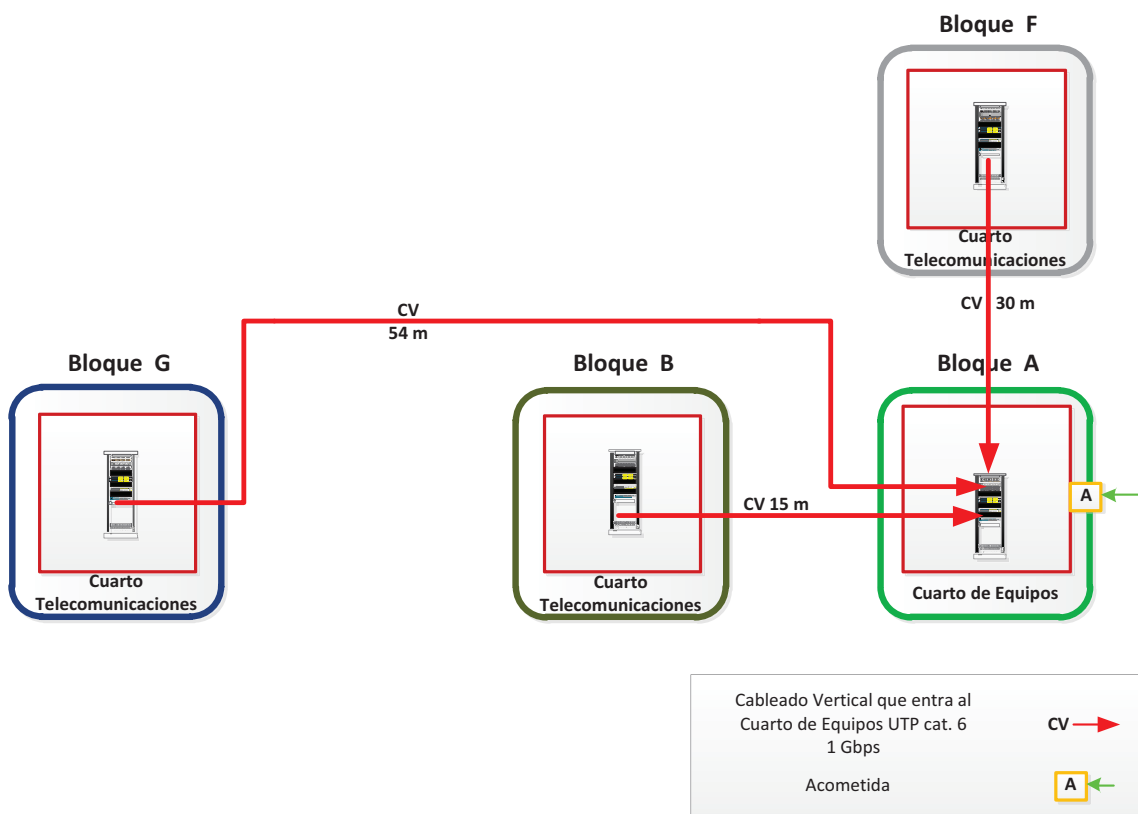 Bloque F
Cuarto
Telecomunicaciones
CV 30 m
CV
54 m
Bloque G
Bloque B
Bloque A
CV 15 m
A
Cuarto
Telecomunicaciones
Cuarto
Telecomunicaciones
Cuarto de Equipos
Cableado Vertical que entra al
Cuarto de Equipos UTP cat. 6
1 Gbps
CV
Acometida
A